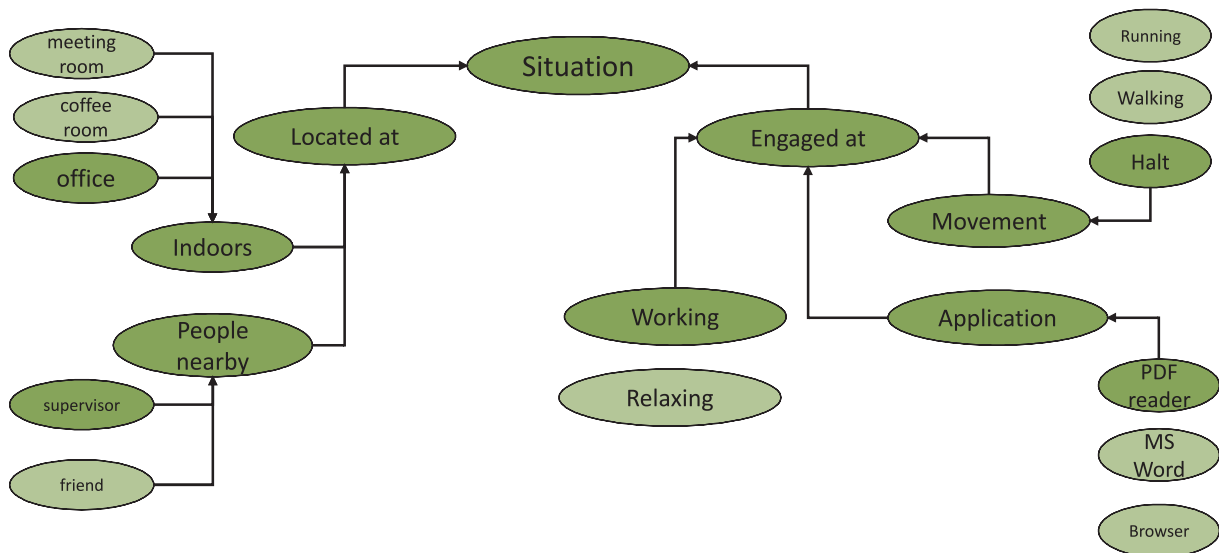 meeting
room
coffee
room
office
Indoors
People
nearby
supervisor
friend
Located at
Situation
Engaged at
Working
Relaxing
Movement
Application
Running
Walking
Halt
PDF
reader
MS
Word
Browser